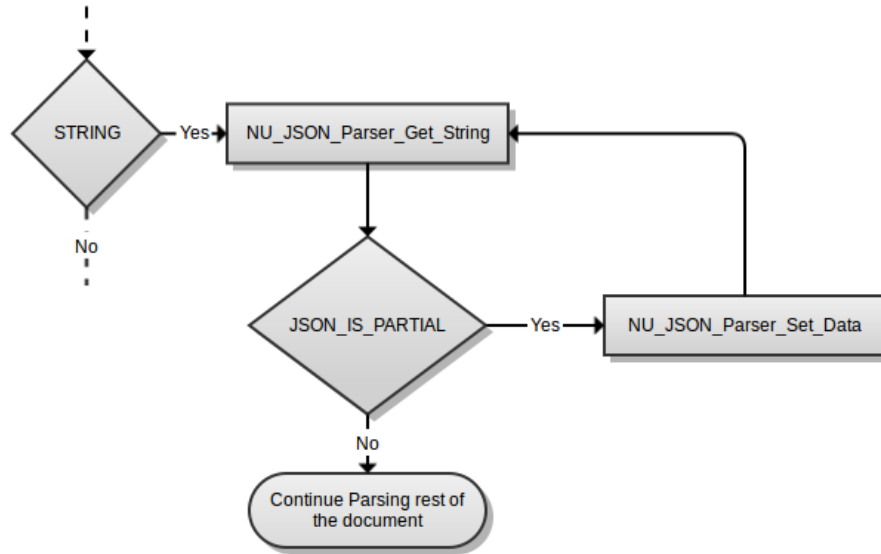 STRING
Yes
NU_JSON_Parser_Get_String
No
JSON_IS_PARTIAL
Yes
NU_JSON_Parser_Set_Data
No
Continue Parsing rest of
the document